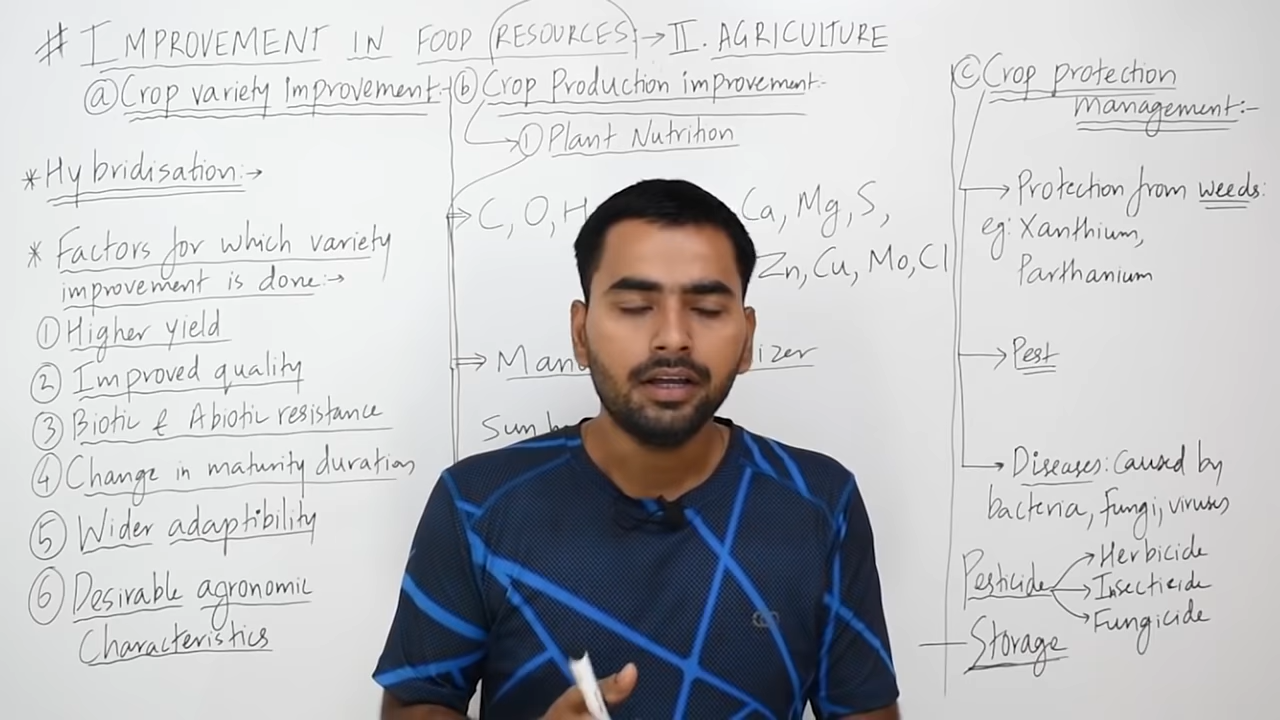 # IMPROVEMENT IN FOOD RESOURCES → II. AGRICULTURE
ⓐ Crop variety improvement:-
* Hybridisation:→
* Factors for which variety
improvement is done:→
① Higher yield
② Improved quality
③ Biotic & Abiotic resistance
④ Change in maturity duration
⑤ Wider adaptibility
⑥ Desirable agronomic
Characteristics
ⓑ Crop Production improvement:-
① Plant Nutrition
C, O, H Ca, Mg, S,
Zn, Cu, Mo, Cl
ⓒ Crop protection
management:-
Protection from weeds:
eg: Xanthium,
Parthanium
Pest
Diseases: caused by
bacteria, fungi, viruses
Pesticide
Herbicide
Insecticide
Fungicide
Storage